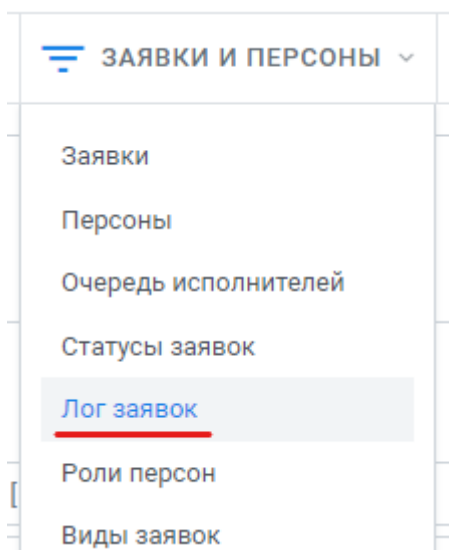 ЗАЯВКИ И ПЕРСОНЫ
Заявки
Персоны
Очередь исполнителей
Статусы заявок
Лог заявок
Роли персон
[
Виды заявок